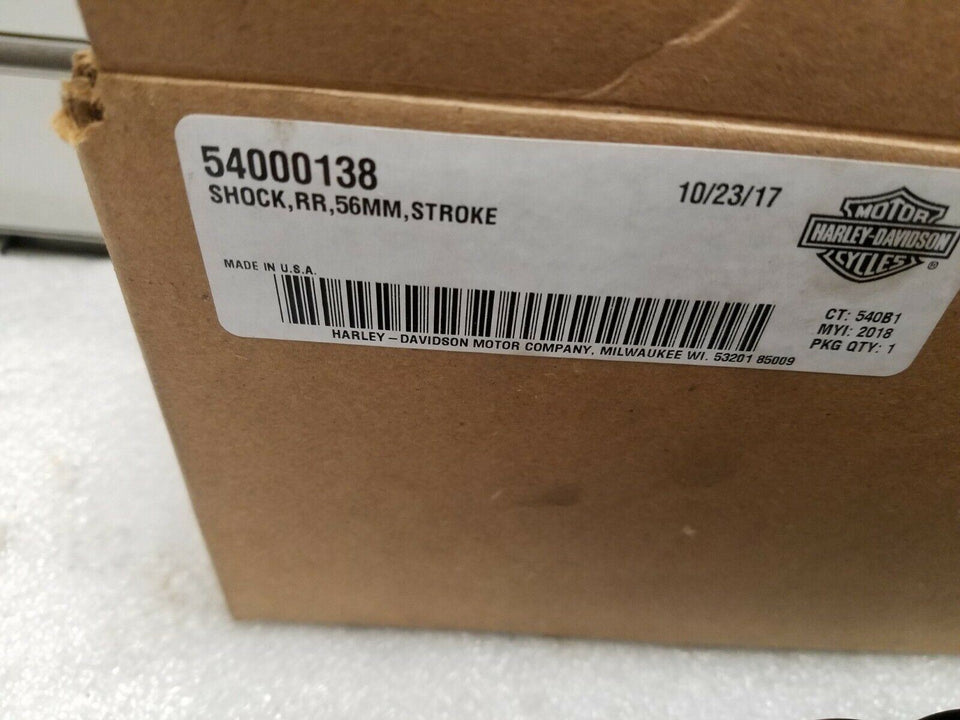 54000138
SHOCK,RR,56MM,STROKE
10/23/17
MOTOR
HARLEY-DAVIDSON
CYCLES
®
MADE IN U.S.A.
CT: 540B1
MYI: 2018
PKG QTY: 1
HARLEY – DAVIDSON MOTOR COMPANY, MILWAUKEE WI. 53201 85009